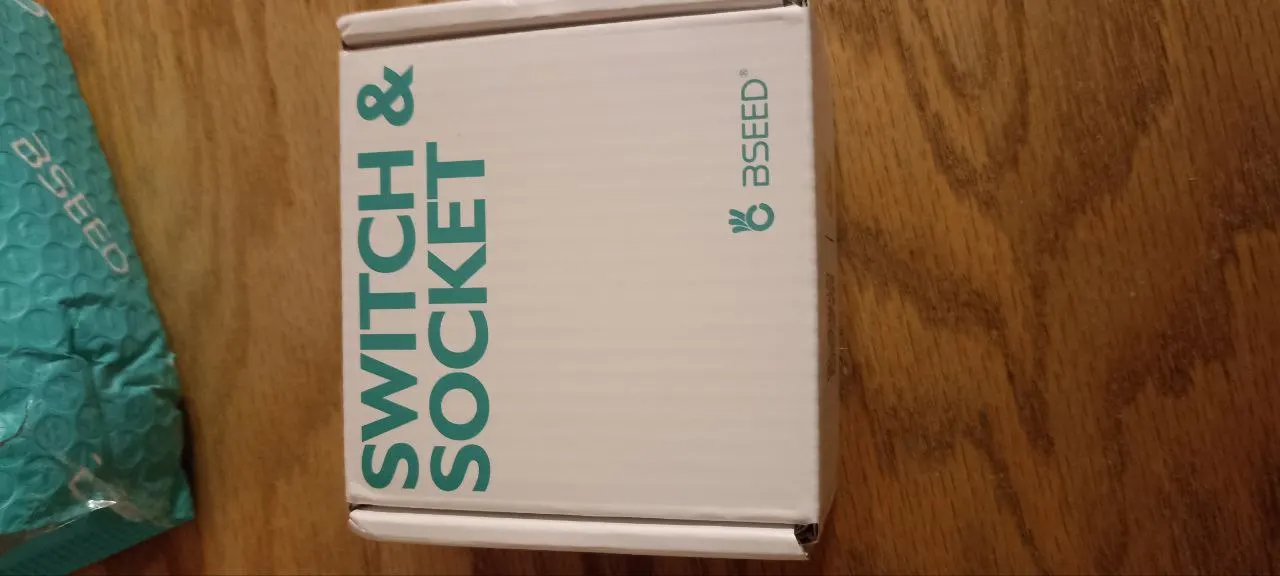 SWITCH &
SOCKET
BSEED®
BSEED